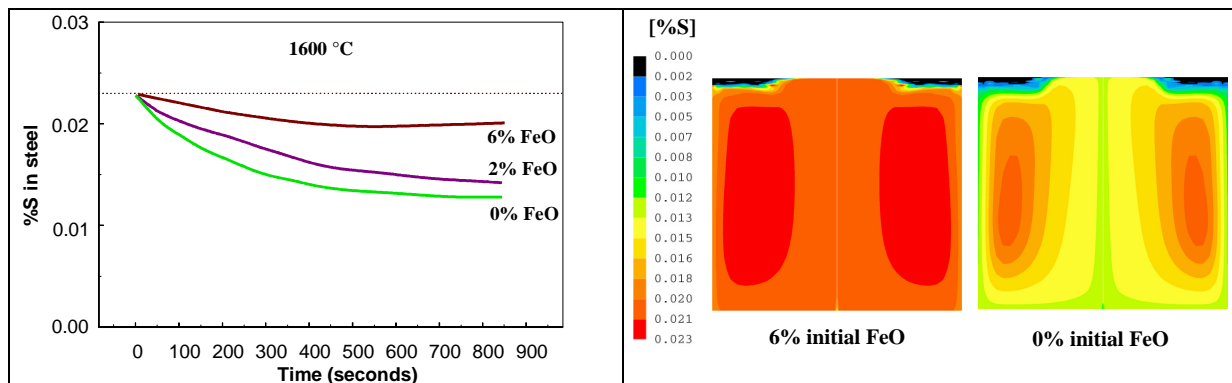 0.03
0.02
0.01
0.00
%S in steel
1600 °C
6% FeO
2% FeO
0% FeO
0 100 200 300 400 500 600 700 800 900
Time (seconds)
[%S]
0.000
0.002
0.003
0.005
0.007
0.008
0.010
0.011
0.013
0.015
0.016
0.018
0.020
0.021
0.023
6% initial FeO
0% initial FeO